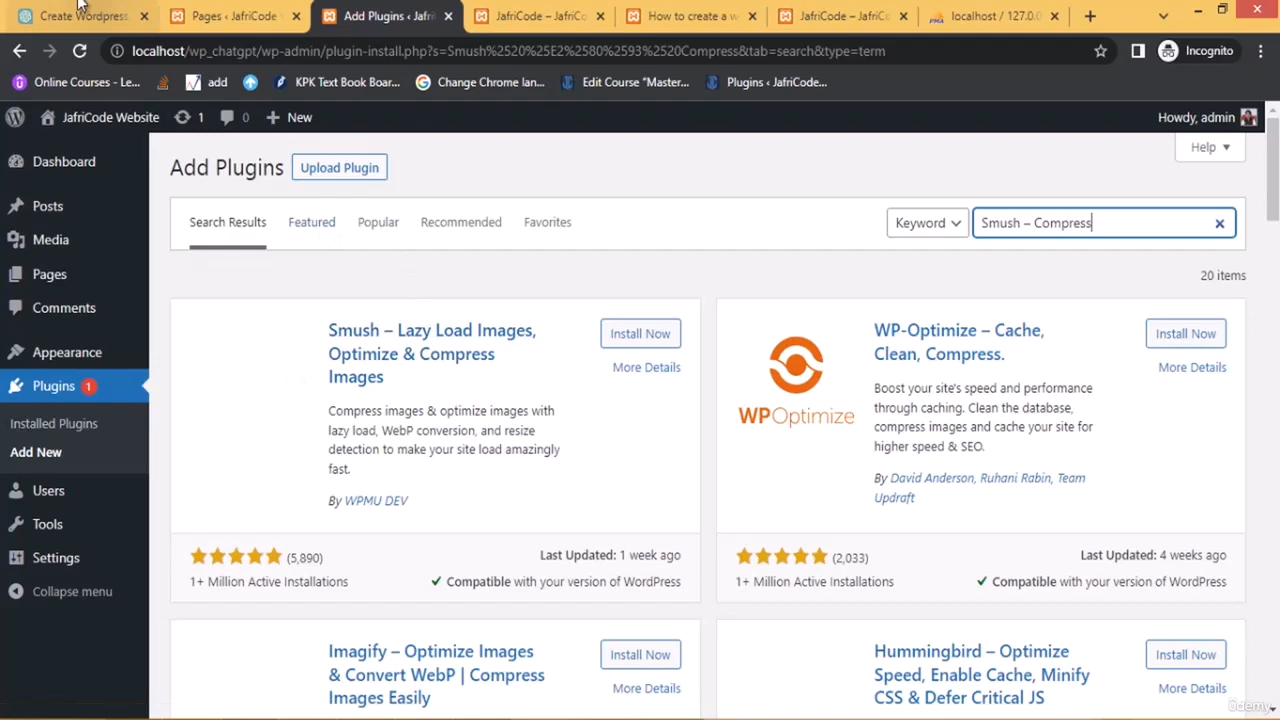 Create Wordpress
Pages ‹ JafriCode W
Add Plugins ‹ Jafri
JafriCode – JafriCo
How to create a w
JafriCode – JafriCo
localhost / 127.0.0
localhost/wp_chatgpt/wp-admin/plugin-install.php?s=Smush%2520%25E2%2580%2593%2520Compress&tab=search&type=term
Incognito
Online Courses - Le...
add
KPK Text Book Boar...
Change Chrome lan...
Edit Course "Master...
Plugins ‹ JafriCode...
JafriCode Website
1
0
New
Howdy, admin
Dashboard
Posts
Media
Pages
Comments
Appearance
Plugins 1
Installed Plugins
Add New
Users
Tools
Settings
Collapse menu
Help
Add Plugins
Upload Plugin
Search Results
Featured
Popular
Recommended
Favorites
Keyword
Smush – Compress
20 items
Smush – Lazy Load Images,
Optimize & Compress
Images
Install Now
More Details
Compress images & optimize images with
lazy load, WebP conversion, and resize
detection to make your site load amazingly
fast.
By WPMU DEV
(5,890)
1+ Million Active Installations
Last Updated: 1 week ago
Compatible with your version of WordPress
WPOptimize
WP-Optimize – Cache,
Clean, Compress.
Install Now
More Details
Boost your site's speed and performance
through caching. Clean the database,
compress images and cache your site for
higher speed & SEO.
By David Anderson, Ruhani Rabin, Team
Updraft
(2,033)
1+ Million Active Installations
Last Updated: 4 weeks ago
Compatible with your version of WordPress
Imagify – Optimize Images
& Convert WebP | Compress
Images Easily
Install Now
More Details
Hummingbird – Optimize
Speed, Enable Cache, Minify
CSS & Defer Critical JS
Install Now
More Details
ûdemy